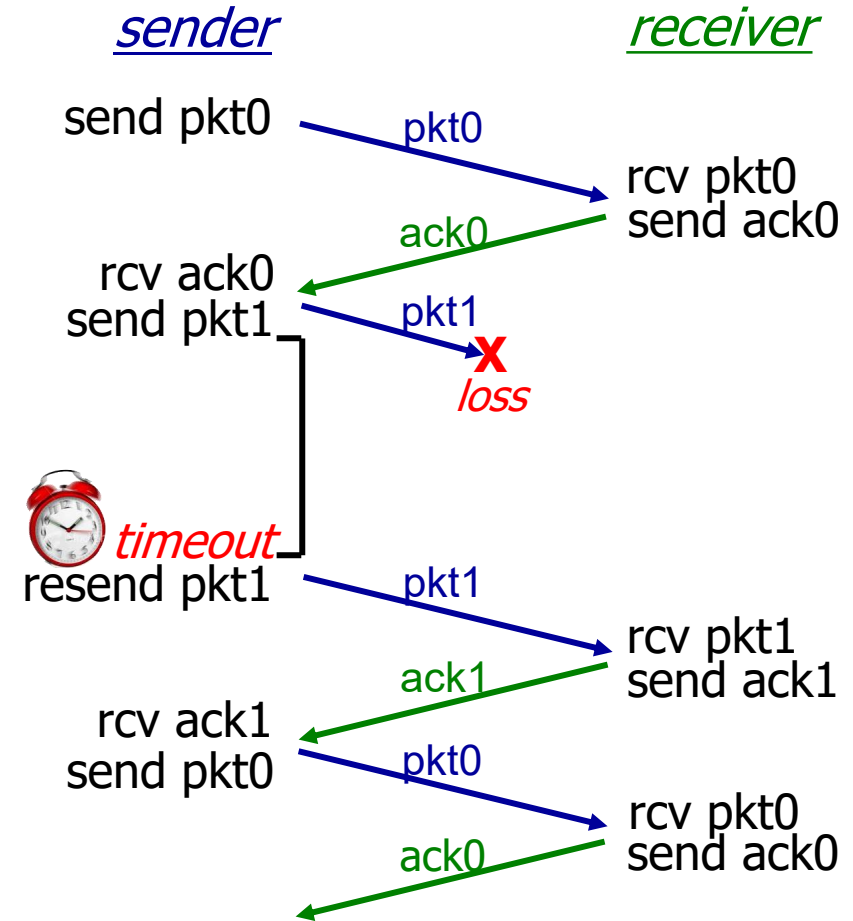 sender
receiver
send pkt0
pkt0
rcv pkt0
send ack0
ack0
rcv ack0
send pkt1
pkt1
X
loss
timeout
resend pkt1
pkt1
rcv pkt1
send ack1
ack1
rcv ack1
send pkt0
pkt0
rcv pkt0
send ack0
ack0